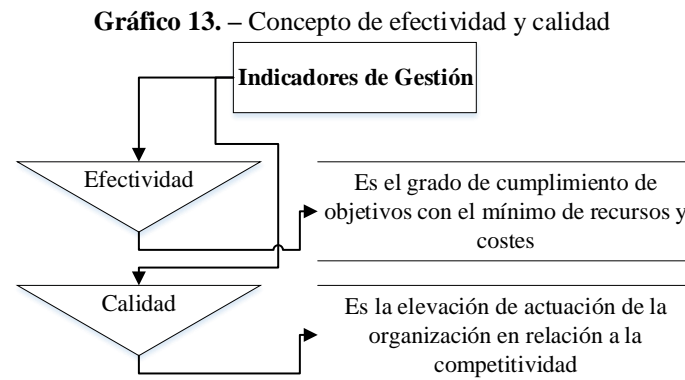 Gráfico 13. – Concepto de efectividad y calidad
Indicadores de Gestión
Efectividad
Es el grado de cumplimiento de
objetivos con el mínimo de recursos y
costes
Calidad
Es la elevación de actuación de la
organización en relación a la
competitividad